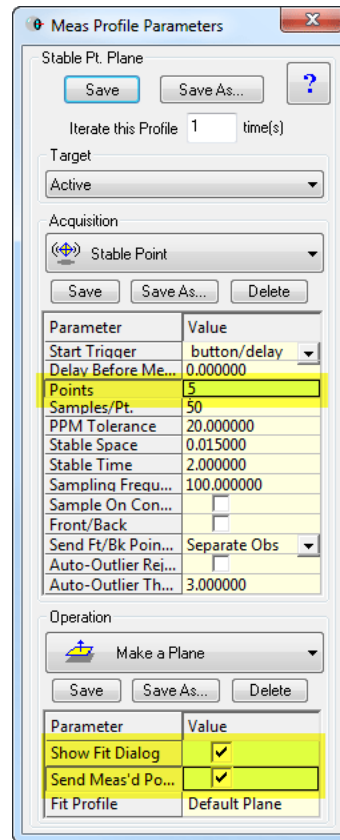 Meas Profile Parameters
Stable Pt. Plane
Save Save As... ?
Iterate this Profile 1 time(s)
Target
Active
Acquisition
Stable Point
Save Save As... Delete
Parameter Value
Start Trigger button/delay
Delay Before Me... 0.000000
Points 5
Samples/Pt. 50
PPM Tolerance 20.000000
Stable Space 0.015000
Stable Time 2.000000
Sampling Frequ... 100.000000
Sample On Con...
Front/Back
Send Ft/Bk Poin... Separate Obs
Auto-Outlier Rej...
Auto-Outlier Th... 3.000000
Operation
Make a Plane
Save Save As... Delete
Parameter Value
Show Fit Dialog
Send Meas'd Po...
Fit Profile Default Plane